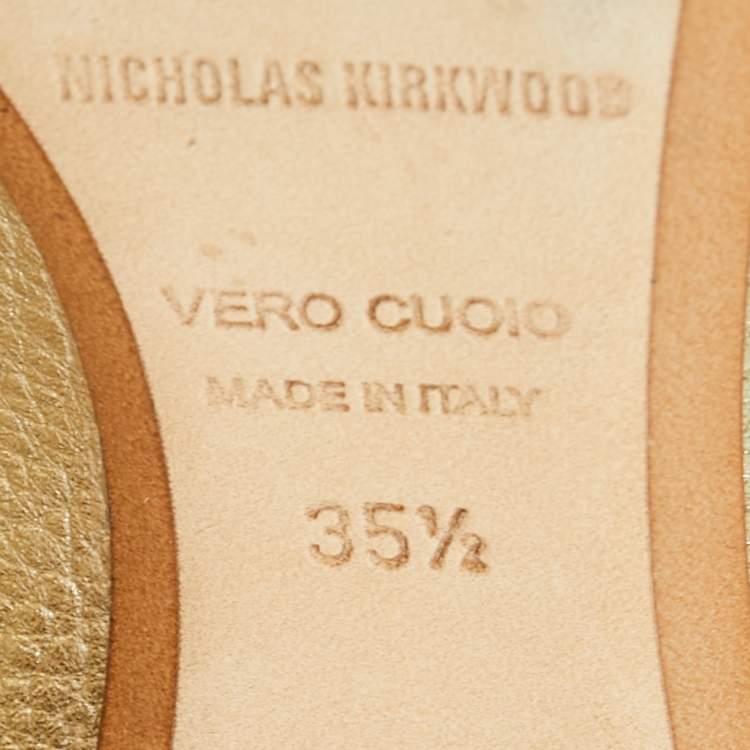 NICHOLAS KIRKWOOD
VERO CUOIO
MADE IN ITALY
35½